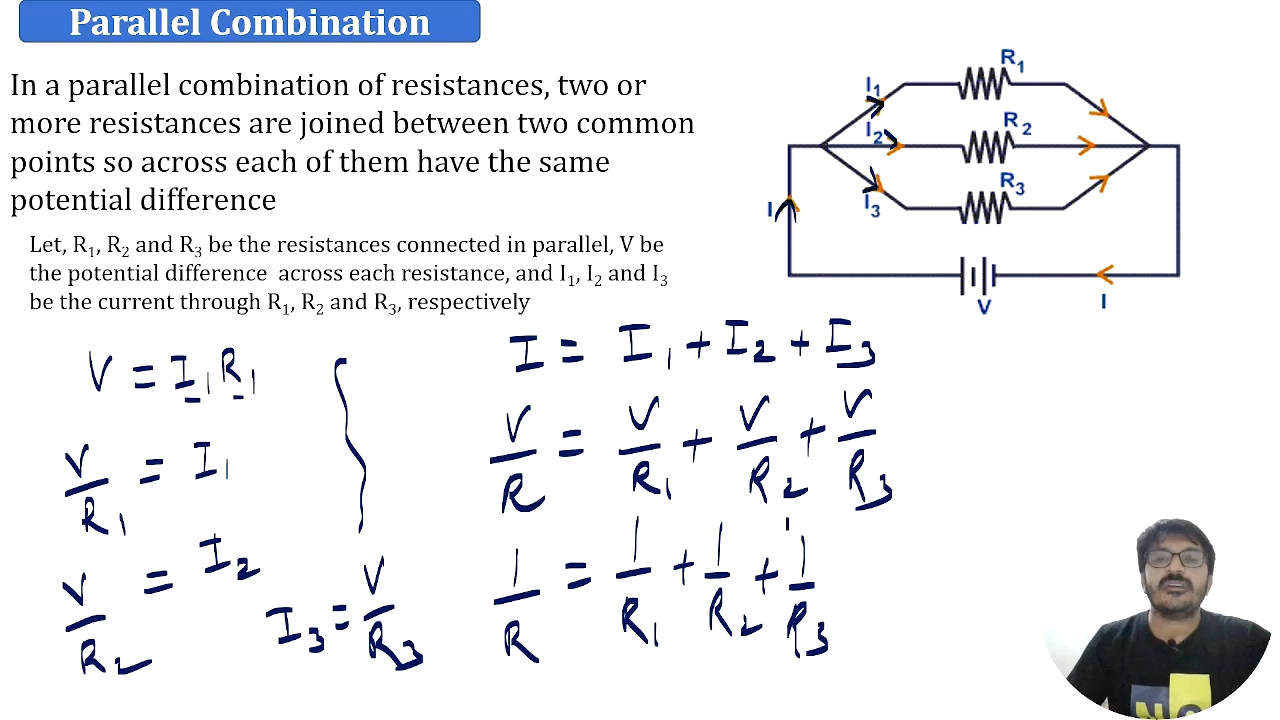 Parallel Combination
In a parallel combination of resistances, two or
more resistances are joined between two common
points so across each of them have the same
potential difference
Let, R₁, R₂ and R₃ be the resistances connected in parallel, V be
the potential difference across each resistance, and I₁, I₂ and I₃
be the current through R₁, R₂ and R₃, respectively
R₁
I₁
R₂
I₂
R₃
I₃
I
V
I
V = I₁R₁
V/R₁ = I₁
V/R₂ = I₂
I₃ = V/R₃
I = I₁ + I₂ + I₃
V/R = V/R₁ + V/R₂ + V/R₃
1/R = 1/R₁ + 1/R₂ + 1/R₃